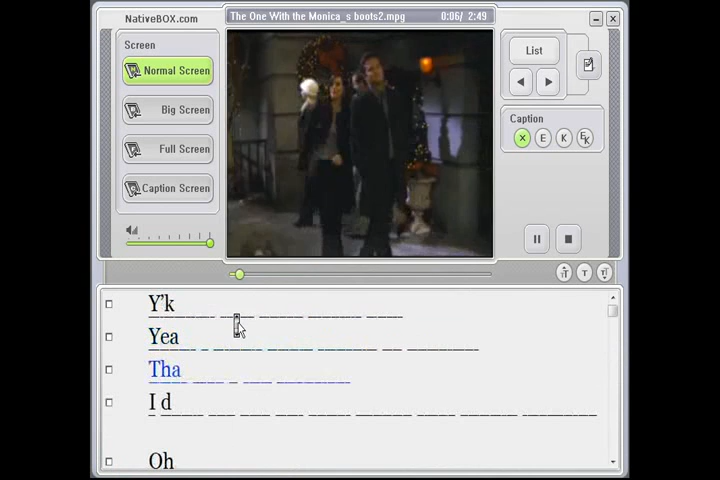 NativeBOX.com
The One With the Monica_s boots2.mpg 0:06/ 2:49
Screen
Normal Screen
Big Screen
Full Screen
Caption Screen
List
Caption
X E K EK
T T T
Y'k
Yea
Tha
I d
Oh